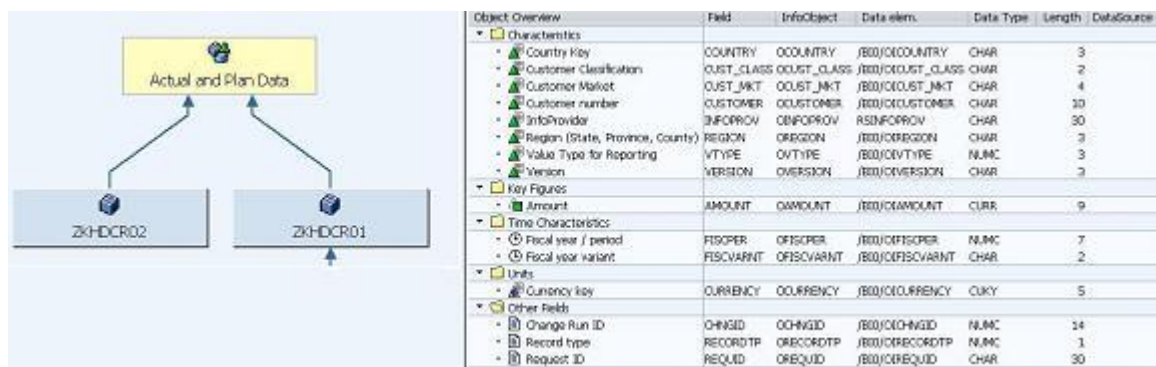 Actual and Plan Data
ZKHDCR02
ZKHDCR01
Object Overview Field InfoObject Data elem. Data Type Length DataSource
Characteristics
Country Key COUNTRY 0COUNTRY /BI0/OICOUNTRY CHAR 3
Customer Classification CUST_CLASS 0CUST_CLASS /BI0/OICUST_CLASS CHAR 2
Customer Market CUST_MKT 0CUST_MKT /BI0/OICUST_MKT CHAR 4
Customer number CUSTOMER 0CUSTOMER /BI0/OICUSTOMER CHAR 10
InfoProvider INFOPROV 0INFOPROV RSINFOPROV CHAR 30
Region (State, Province, County) REGION 0REGION /BI0/OIREGION CHAR 3
Value Type for Reporting VTYPE 0VTYPE /BI0/OIVTYPE NUMC 3
Version VERSION 0VERSION /BI0/OIVERSION CHAR 3
Key Figures
Amount AMOUNT 0AMOUNT /BI0/OIAMOUNT CURR 9
Time Characteristics
Fiscal year / period FISCPER 0FISCPER /BI0/OIFISCPER NUMC 7
Fiscal year variant FISCVARNT 0FISCVARNT /BI0/OIFISCVARNT CHAR 2
Units
Currency key CURRENCY 0CURRENCY /BI0/OICURRENCY CUKY 5
Other Fields
Change Run ID CHNGID 0CHNGID /BI0/OICHNGID NUMC 14
Record type RECORDTP 0RECORDTP /BI0/OIRECORDTP NUMC 1
Request ID REQUID 0REQUID /BI0/OIREQUID CHAR 30